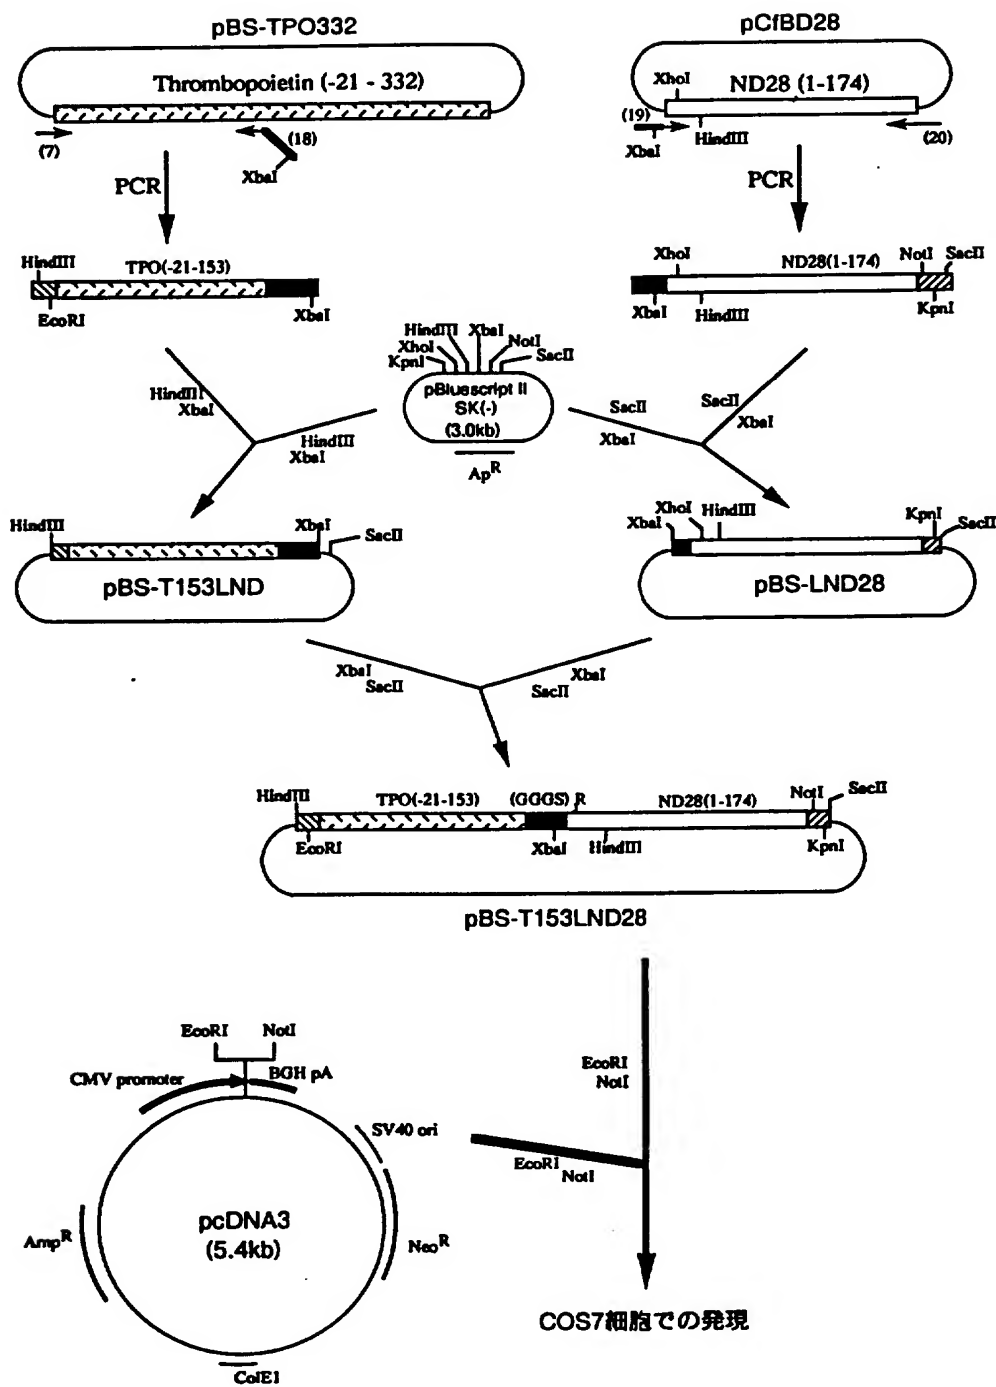 pBS-TPO332
pCfBD28
Thrombopoietin (-21 - 332)
XhoI
ND28 (1-174)
(7)
(18)
XbaI
(19)
XbaI
HindIII
(20)
PCR
PCR
HindIII
TPO(-21-153)
EcoRI
XbaI
XhoI
ND28(1-174)
NotI
SacII
XbaI
HindIII
KpnI
HindIII
XbaI
XhoI
NotI
KpnI
SacII
pBluescript II
SK(-)
(3.0kb)
Ap^R
HindIII
XbaI
HindIII
XbaI
SacII
XbaI
SacII
XbaI
HindIII
XbaI
SacII
pBS-T153LND
XbaI
XhoI
HindIII
KpnI
SacII
pBS-LND28
XbaI
SacII
XbaI
SacII
HindIII
TPO(-21-153)
(GGGS)
R
ND28(1-174)
NotI
SacII
EcoRI
XbaI
HindIII
KpnI
pBS-T153LND28
EcoRI
NotI
CMV promoter
BGH pA
SV40 ori
EcoRI
NotI
EcoRI
NotI
pcDNA3
(5.4kb)
Amp^R
Neo^R
ColE1
COS7細胞での発現